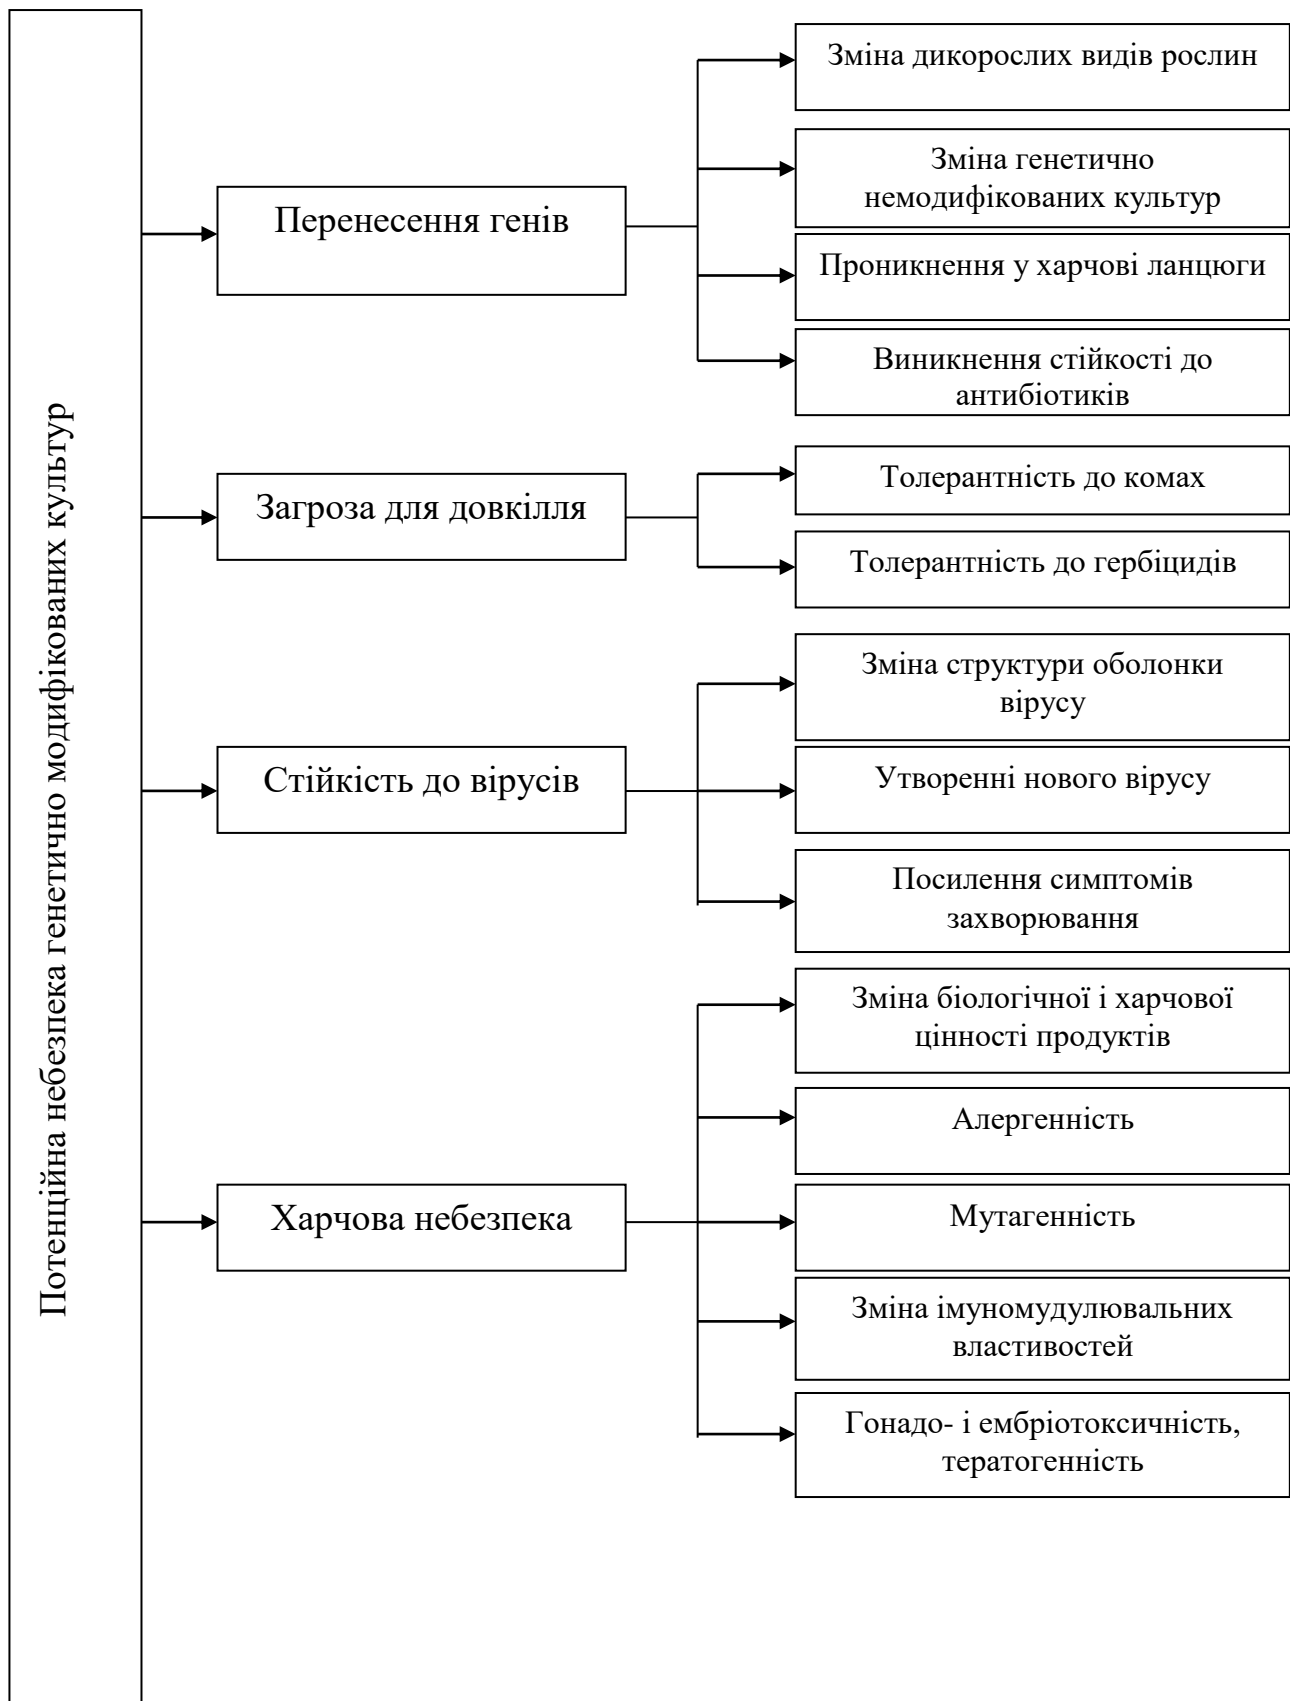 Потенційна небезпека генетично модифікованих культур
Перенесення генів
Зміна дикорослих видів рослин
Зміна генетично
немодифікованих культур
Проникнення у харчові ланцюги
Виникнення стійкості до
антибіотиків
Загроза для довкілля
Толерантність до комах
Толерантність до гербіцидів
Стійкість до вірусів
Зміна структури оболонки
вірусу
Утворенні нового вірусу
Посилення симптомів
захворювання
Харчова небезпека
Зміна біологічної і харчової
цінності продуктів
Алергенність
Мутагенність
Зміна імуномудулювальних
властивостей
Гонадо- і ембріотоксичність,
тератогенність